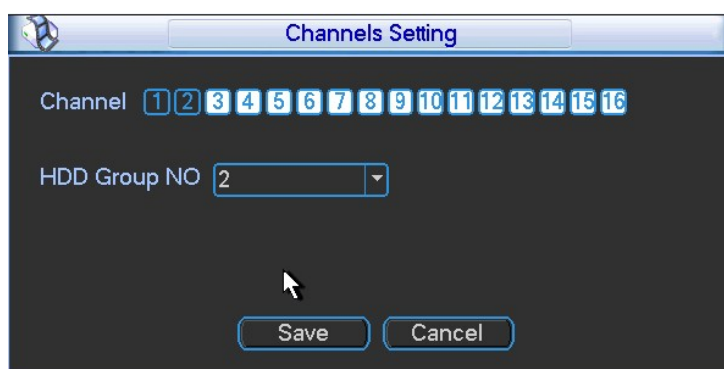 Channels Setting
Channel 1 2 3 4 5 6 7 8 9 10 11 12 13 14 15 16
HDD Group NO 2
Save Cancel